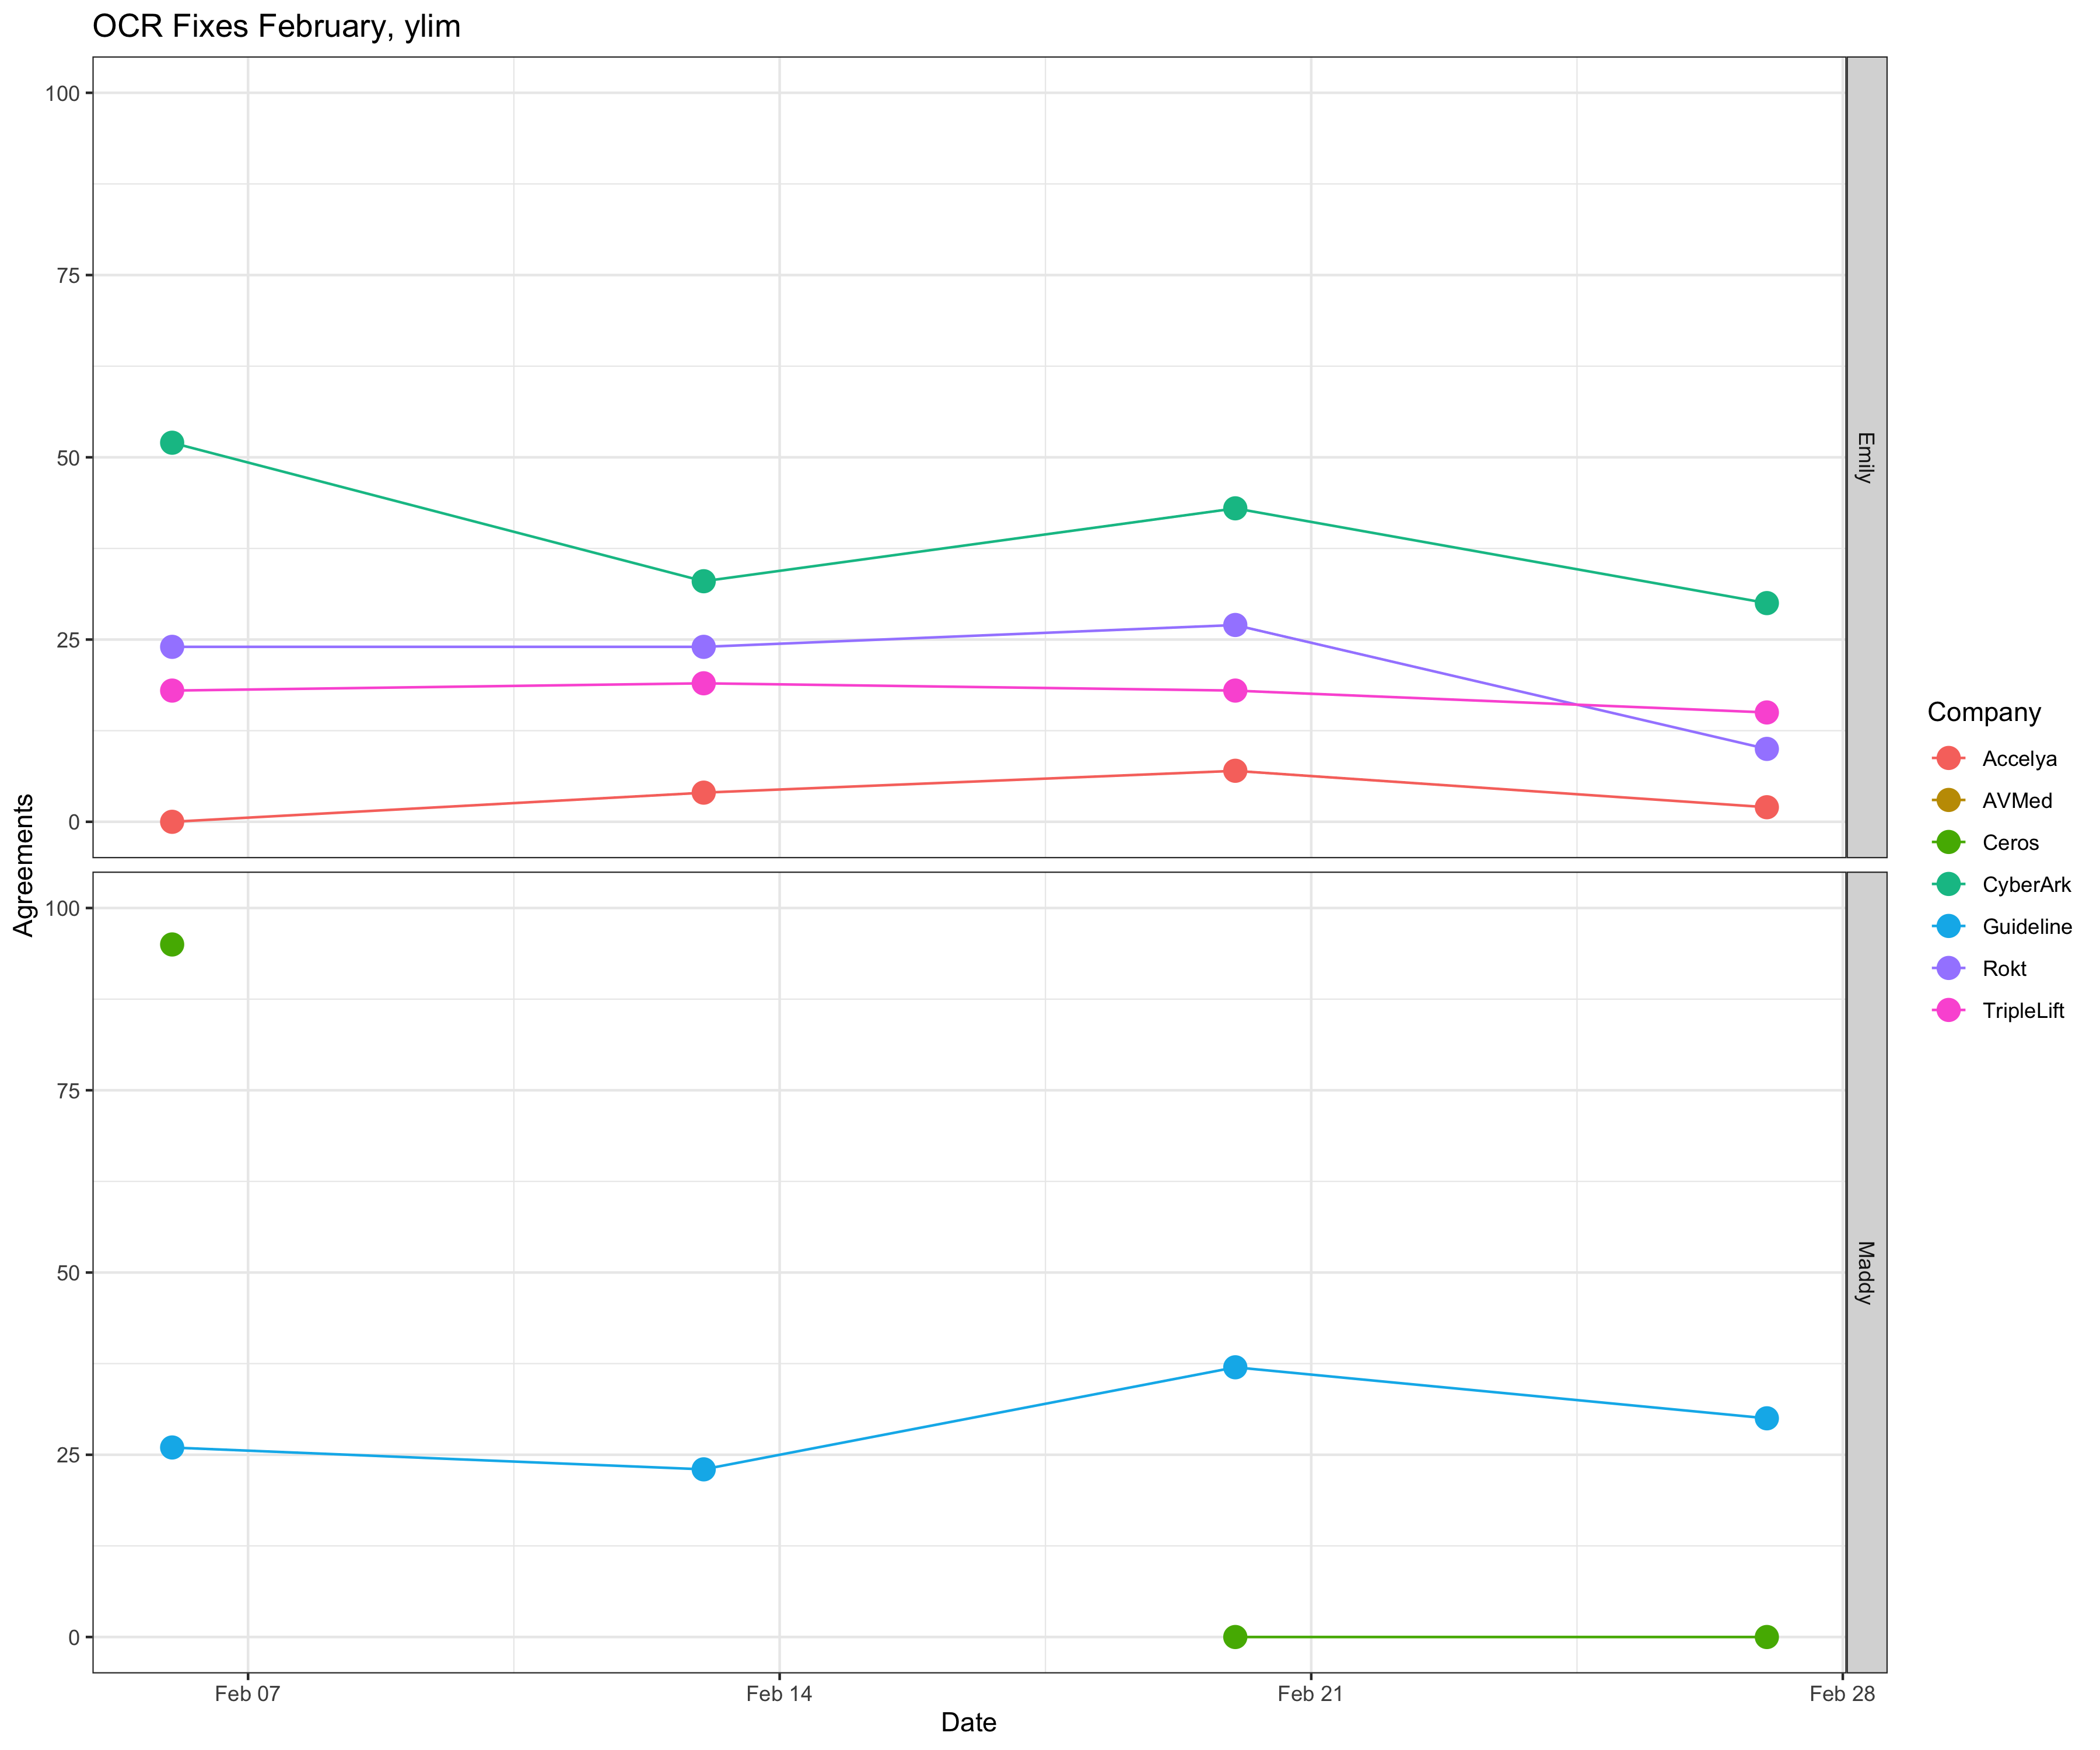 OCR Fixes February, ylim
100
75
50
25
0
Emily
100
75
50
25
0
Maddy
Agreements
Feb 07
Feb 14
Feb 21
Feb 28
Date
Company
Accelya
AVMed
Ceros
CyberArk
Guideline
Rokt
TripleLift